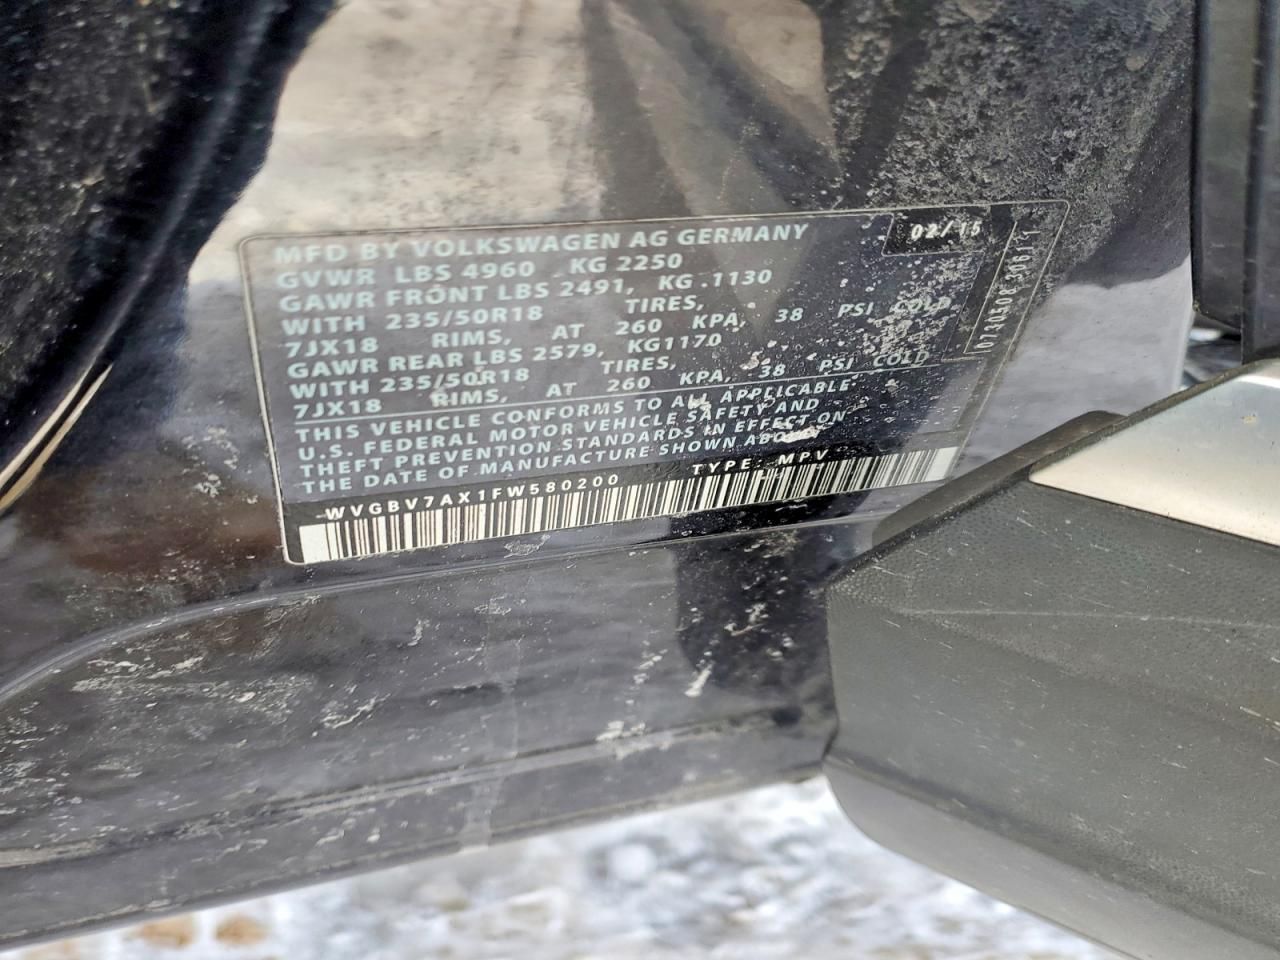 MFD BY VOLKSWAGEN AG GERMANY 02/15
GVWR LBS 4960 KG 2250
GAWR FRONT LBS 2491, KG .1130
WITH 235/50R18 TIRES,
7JX18 RIMS, AT 260 KPA, 38 PSI COLD
GAWR REAR LBS 2579, KG1170
WITH 235/50R18 TIRES,
7JX18 RIMS, AT 260 KPA, 38 PSI COLD
THIS VEHICLE CONFORMS TO ALL APPLICABLE
U.S. FEDERAL MOTOR VEHICLE SAFETY AND
THEFT PREVENTION STANDARDS IN EFFECT ON
THE DATE OF MANUFACTURE SHOWN ABOVE
WVGBV7AX1FW580200 TYPE: MPV